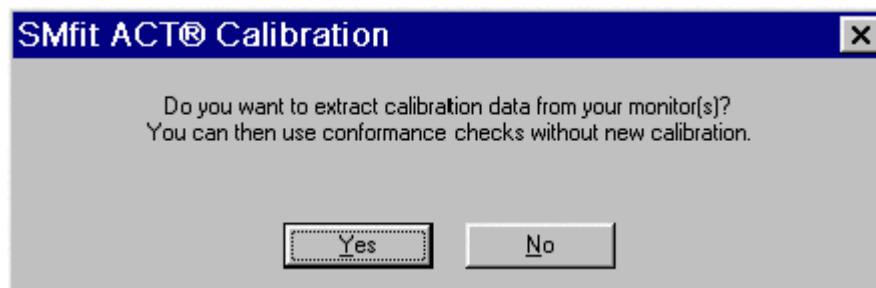 SMfit ACT® Calibration
Do you want to extract calibration data from your monitor(s)?
You can then use conformance checks without new calibration.
Yes No